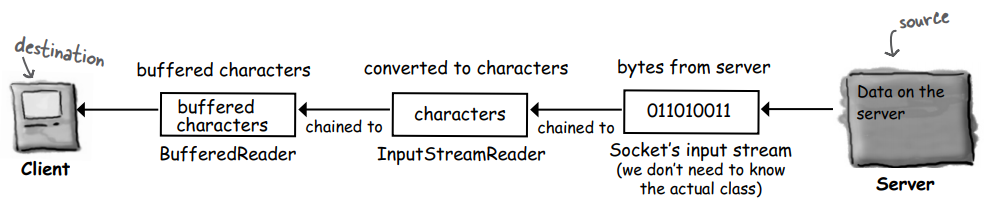 source
destination
buffered characters
converted to characters
bytes from server
Data on the
server
buffered
characters
characters
011010011
chained to
chained to
BufferedReader
InputStreamReader
Socket's input stream
(we don't need to know
the actual class)
Client
Server